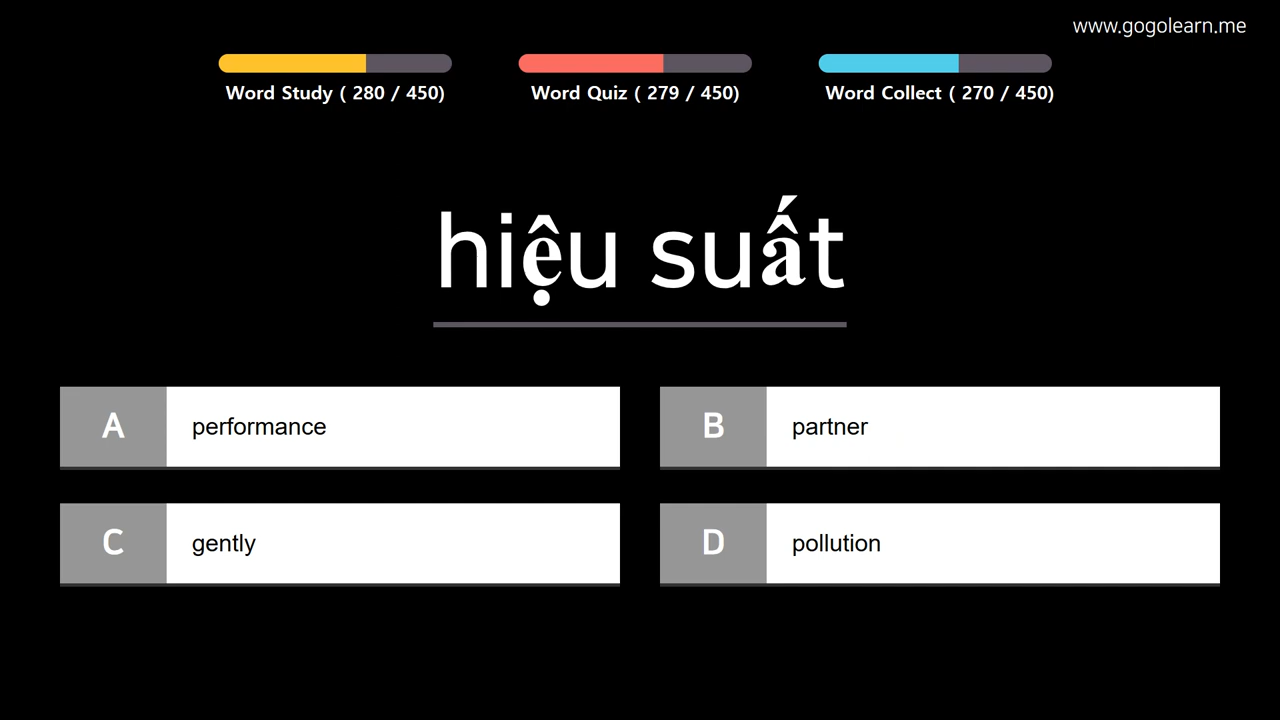 www.gogolearn.me
Word Study ( 280 / 450)
Word Quiz ( 279 / 450)
Word Collect ( 270 / 450)
hiệu suất
A performance
B partner
C gently
D pollution